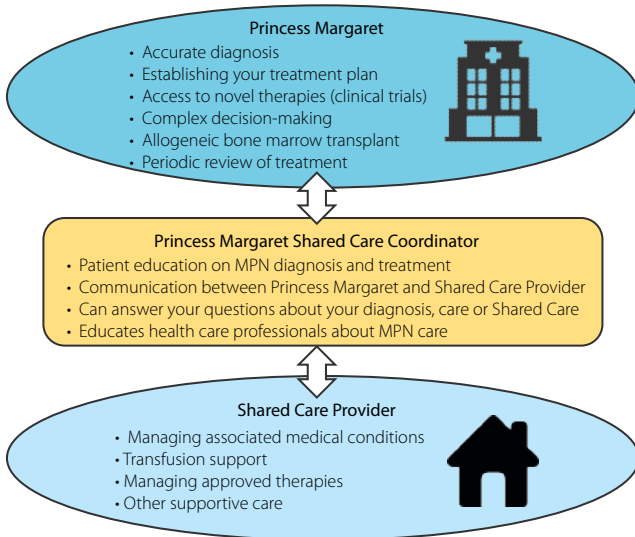 Princess Margaret
• Accurate diagnosis
• Establishing your treatment plan
• Access to novel therapies (clinical trials)
• Complex decision-making
• Allogeneic bone marrow transplant
• Periodic review of treatment
Princess Margaret Shared Care Coordinator
• Patient education on MPN diagnosis and treatment
• Communication between Princess Margaret and Shared Care Provider
• Can answer your questions about your diagnosis, care or Shared Care
• Educates health care professionals about MPN care
Shared Care Provider
• Managing associated medical conditions
• Transfusion support
• Managing approved therapies
• Other supportive care